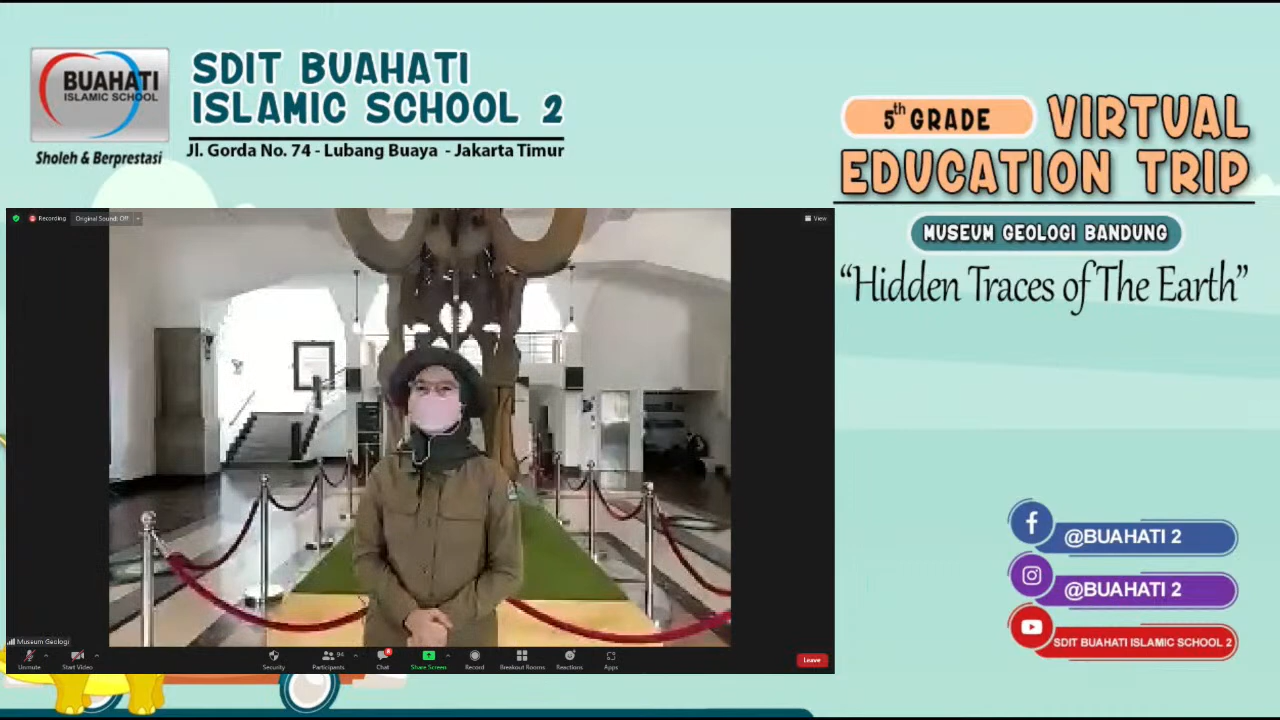 BUAHATI
ISLAMIC SCHOOL
Sholeh & Berprestasi
SDIT BUAHATI
ISLAMIC SCHOOL 2
Jl. Gorda No. 74 - Lubang Buaya - Jakarta Timur
5th GRADE VIRTUAL
EDUCATION TRIP
MUSEUM GEOLOGI BANDUNG
“Hidden Traces of The Earth”
Recording
Original Sound: Off
View
Museum Geologi
Unmute
Start Video
Security
94
Participants
8
Chat
Share Screen
Record
Breakout Rooms
Reactions
Apps
Leave
@BUAHATI 2
@BUAHATI 2
SDIT BUAHATI ISLAMIC SCHOOL 2